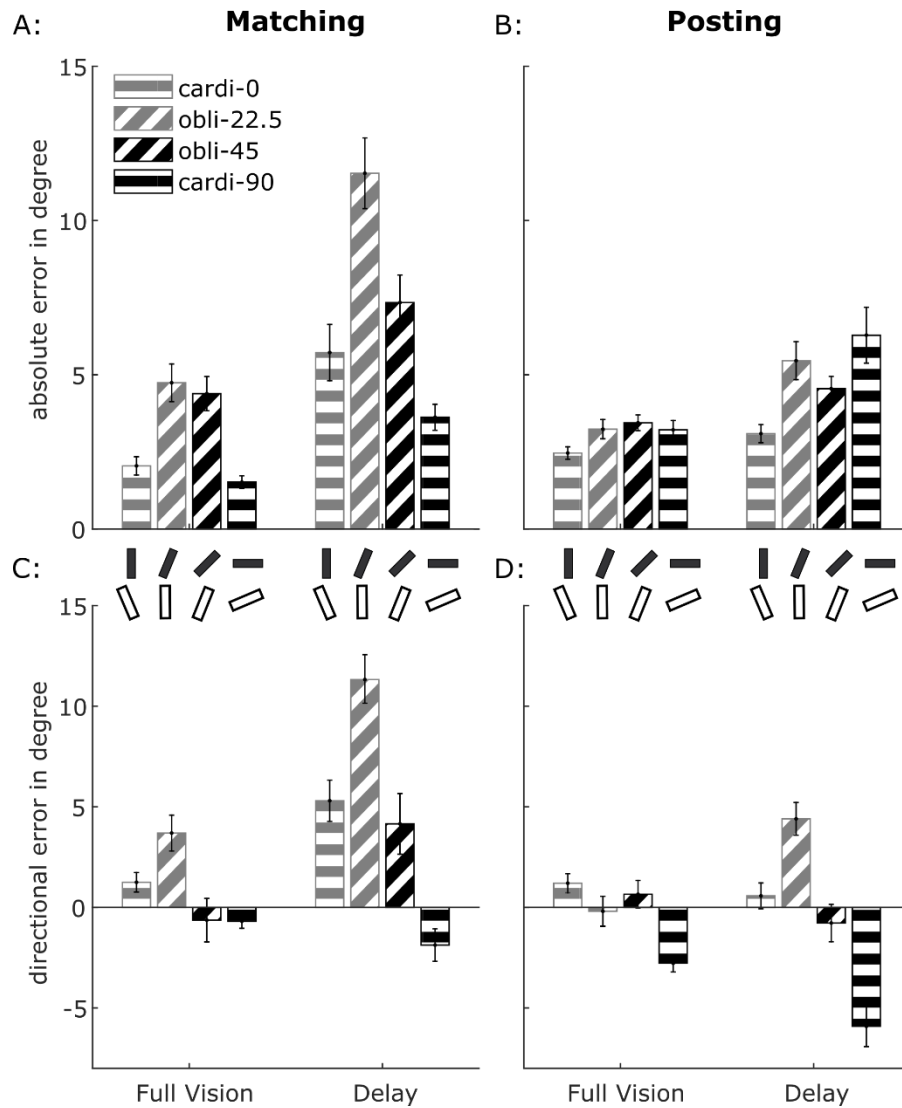 A:
Matching
B:
Posting
15
10
5
0
absolute error in degree
cardi-0
obli-22.5
obli-45
cardi-90
C:
D:
15
10
5
0
-5
directional error in degree
Full Vision
Delay
Full Vision
Delay